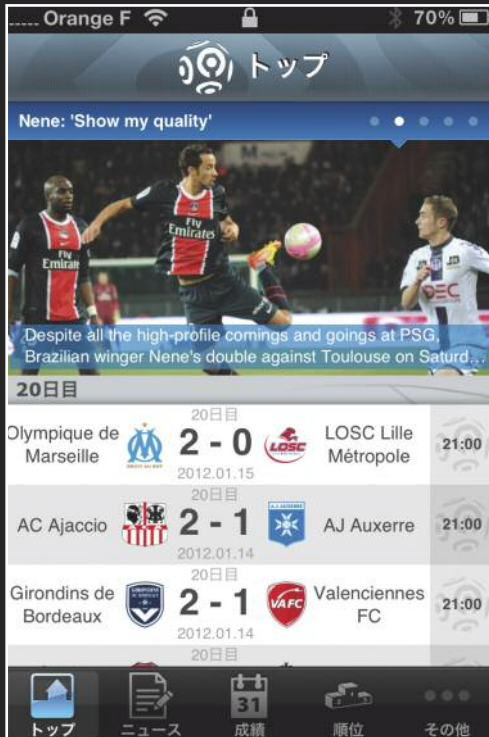 ..... Orange F 70%
トップ
Nene: 'Show my quality'
Fly
Emirates
Fly
Emirates
DEC
Despite all the high-profile comings and goings at PSG,
Brazilian winger Nene's double against Toulouse on Saturd...
20日目
20日目
Olympique de
Marseille
2 - 0
LOSC Lille
Métropole
21:00
2012.01.15
20日目
AC Ajaccio
2 - 1
AJ Auxerre
21:00
2012.01.14
20日目
Girondins de
Bordeaux
2 - 1
Valenciennes
FC
21:00
2012.01.14
20日目
LOSC
VAFC
31
トップ ニュース 成績 順位 その他